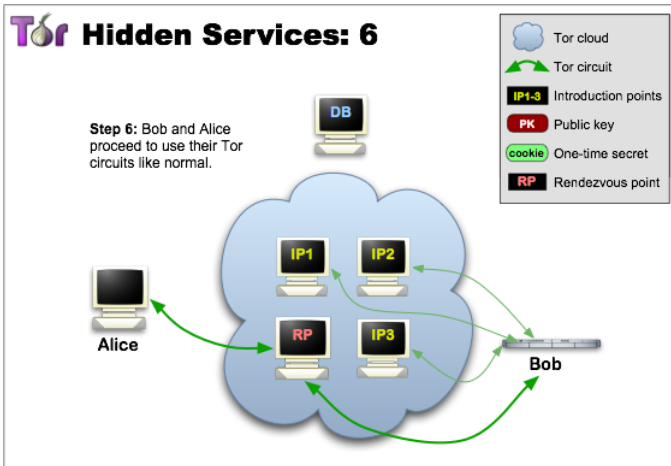 Tor Hidden Services: 6
Tor cloud
Tor circuit
IP1-3 Introduction points
PK Public key
cookie One-time secret
RP Rendezvous point
DB
Step 6: Bob and Alice
proceed to use their Tor
circuits like normal.
IP1 IP2
RP IP3
Alice
Bob